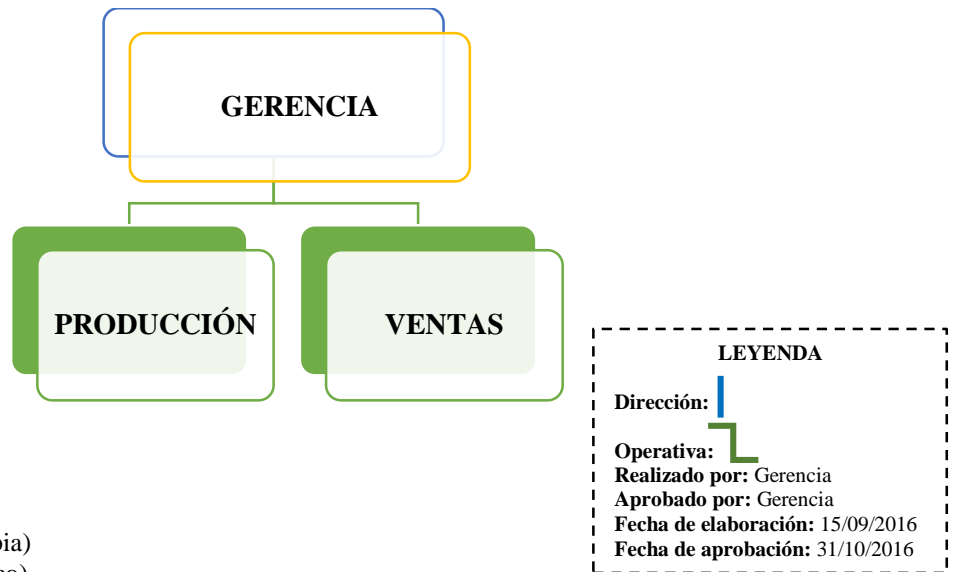 GERENCIA
PRODUCCIÓN
VENTAS
LEYENDA
Dirección:
Operativa:
Realizado por: Gerencia
Aprobado por: Gerencia
Fecha de elaboración: 15/09/2016
Fecha de aprobación: 31/10/2016